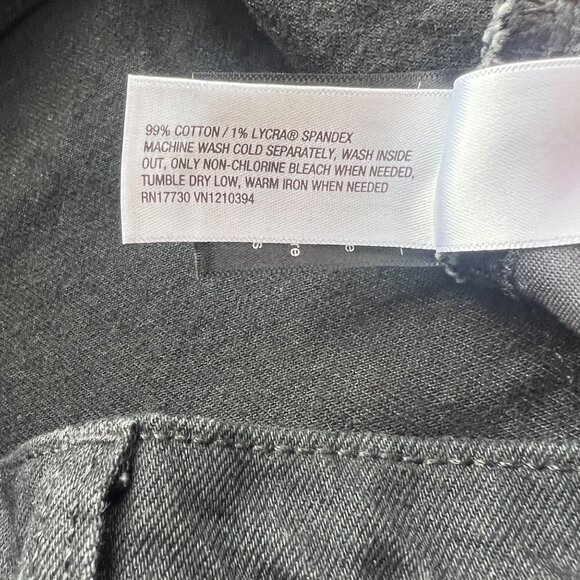 99% COTTON / 1% LYCRA® SPANDEX
MACHINE WASH COLD SEPARATELY, WASH INSIDE
OUT, ONLY NON-CHLORINE BLEACH WHEN NEEDED,
TUMBLE DRY LOW, WARM IRON WHEN NEEDED
RN17730 VN1210394